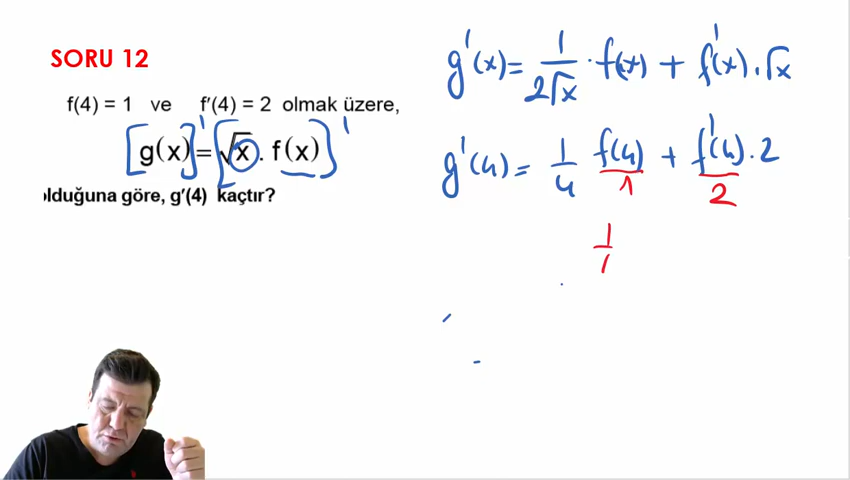 SORU 12
f(4) = 1 ve f′(4) = 2 olmak üzere,
[g(x)]' = [√x . f(x)]'
olduğuna göre, g′(4) kaçtır?
g'(x) = 1/2√x · f(x) + f'(x) · √x
g'(4) = 1/4 f(4) + f'(4) · 2
1 2
1/